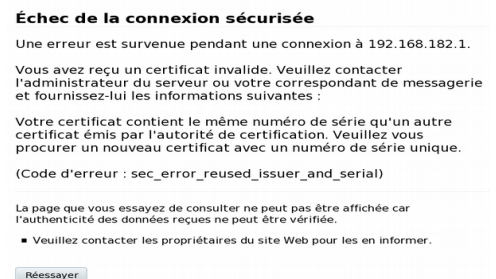 Échec de la connexion sécurisée
Une erreur est survenue pendant une connexion à 192.168.182.1.
Vous avez reçu un certificat invalide. Veuillez contacter
l'administrateur du serveur ou votre correspondant de messagerie
et fournissez-lui les informations suivantes :
Votre certificat contient le même numéro de série qu'un autre
certificat émis par l'autorité de certification. Veuillez vous
procurer un nouveau certificat avec un numéro de série unique.
(Code d'erreur : sec_error_reused_issuer_and_serial)
La page que vous essayez de consulter ne peut pas être affichée car
l'authenticité des données reçues ne peut être vérifiée.
▪ Veuillez contacter les propriétaires du site Web pour les en informer.
Réessayer